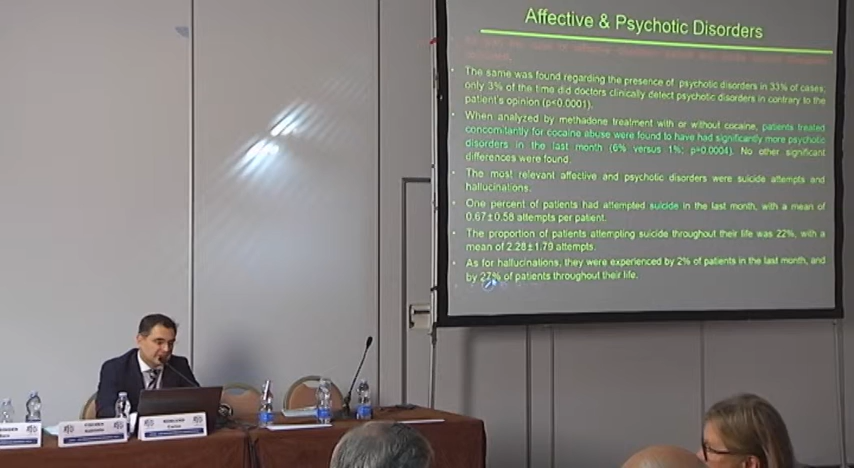 Affective & Psychotic Disorders
• The same was found regarding the presence of psychotic disorders in 33% of cases;
only 3% of the time did doctors clinically detect psychotic disorders in contrary to the
patient's opinion (p<0.0001).
• When analyzed by methadone treatment with or without cocaine, patients treated
concomitantly for cocaine abuse were found to have had significantly more psychotic
disorders in the last month (6% versus 1%; p=0.0004). No other significant
differences were found.
• The most relevant affective and psychotic disorders were suicide attempts and
hallucinations.
• One percent of patients had attempted suicide in the last month, with a mean of
0.67±0.58 attempts per patient.
• The proportion of patients attempting suicide throughout their life was 22%, with a
mean of 2.28±1.79 attempts.
• As for hallucinations, they were experienced by 2% of patients in the last month, and
by 27% of patients throughout their life.